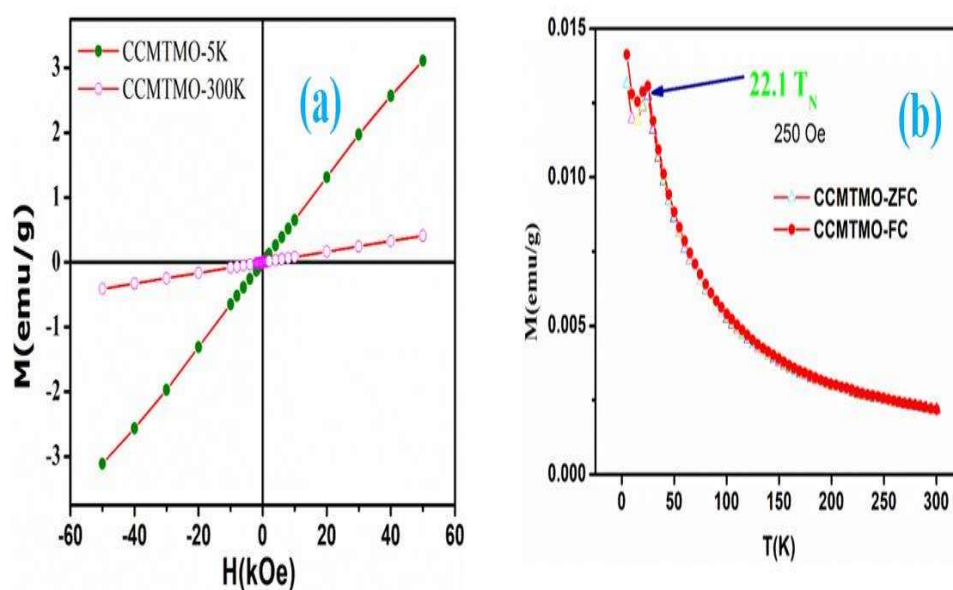 CCMTMO-5K
CCMTMO-300K
(a)
3
2
1
0
-1
-2
-3
M(emu/g)
-60
-40
-20
0
20
40
60
H(kOe)
0.015
0.010
0.005
0.000
M(emu/g)
22.1 T_N
250 Oe
(b)
CCMTMO-ZFC
CCMTMO-FC
0
50
100
150
200
250
300
T(K)